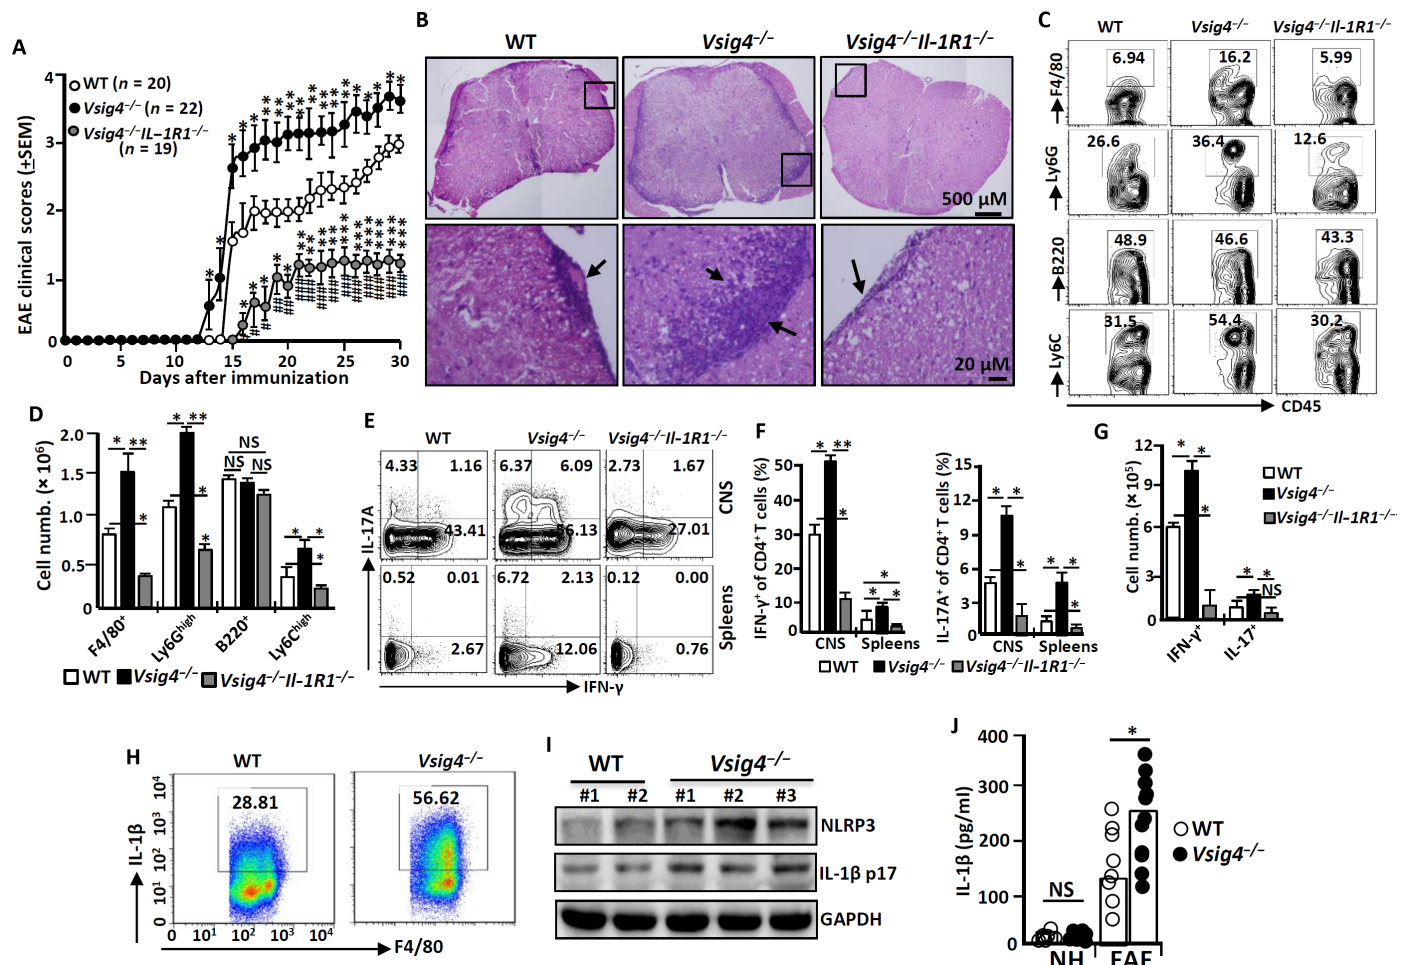 A
WT (n = 20)
Vsig4–/– (n = 22)
Vsig4–/–IL–1R1–/–
(n = 19)
EAE clinical scores (±SEM)
4
3
2
1
0
0 5 10 15 20 25 30
Days after immunization
B
WT Vsig4–/– Vsig4–/–Il-1R1–/–
500 µM
20 µM
C
WT Vsig4–/– Vsig4–/–Il-1R1–/–
F4/80
6.94 16.2 5.99
Ly6G
26.6 36.4 12.6
B220
48.9 46.6 43.3
Ly6C
31.5 54.4 30.2
CD45
D
Cell numb. (× 10⁶)
2.0
1.5
1.0
0.5
0
* ** * * NS NS NS * * *
F4/80⁺ Ly6Gʰⁱᵍʰ B220⁺ Ly6Cʰⁱᵍʰ
WT Vsig4–/– Vsig4–/–Il-1R1–/–
E
WT Vsig4–/– Vsig4–/–Il-1R1–/–
4.33 1.16 6.37 6.09 2.73 1.67
43.41 56.13 27.01
CNS
0.52 0.01 6.72 2.13 0.12 0.00
2.67 12.06 0.76
Spleens
IL-17A
IFN-γ
F
IFN-γ⁺ of CD4⁺ T cells (%)
50
40
30
20
10
0
* ** * * * *
CNS Spleens
IL-17A⁺ of CD4⁺ T cells (%)
15
12
9
6
3
0
* * * * * *
CNS Spleens
WT Vsig4–/– Vsig4–/–Il-1R1–/–
G
Cell numb. (× 10⁵)
12
9
6
3
0
* * * * * NS
IFN-γ⁺ IL-17⁺
WT
Vsig4–/–
Vsig4–/–Il-1R1–/–
H
WT Vsig4–/–
28.81 56.62
IL-1β
10⁴
10³
10²
10¹
0
0 10¹ 10² 10³ 10⁴
0 10¹ 10² 10³ 10⁴
F4/80
I
WT Vsig4–/–
#1 #2 #1 #2 #3
NLRP3
IL-1β p17
GAPDH
J
IL-1β (pg/ml)
400
300
200
100
0
NS *
WT
Vsig4–/–
NH EAE